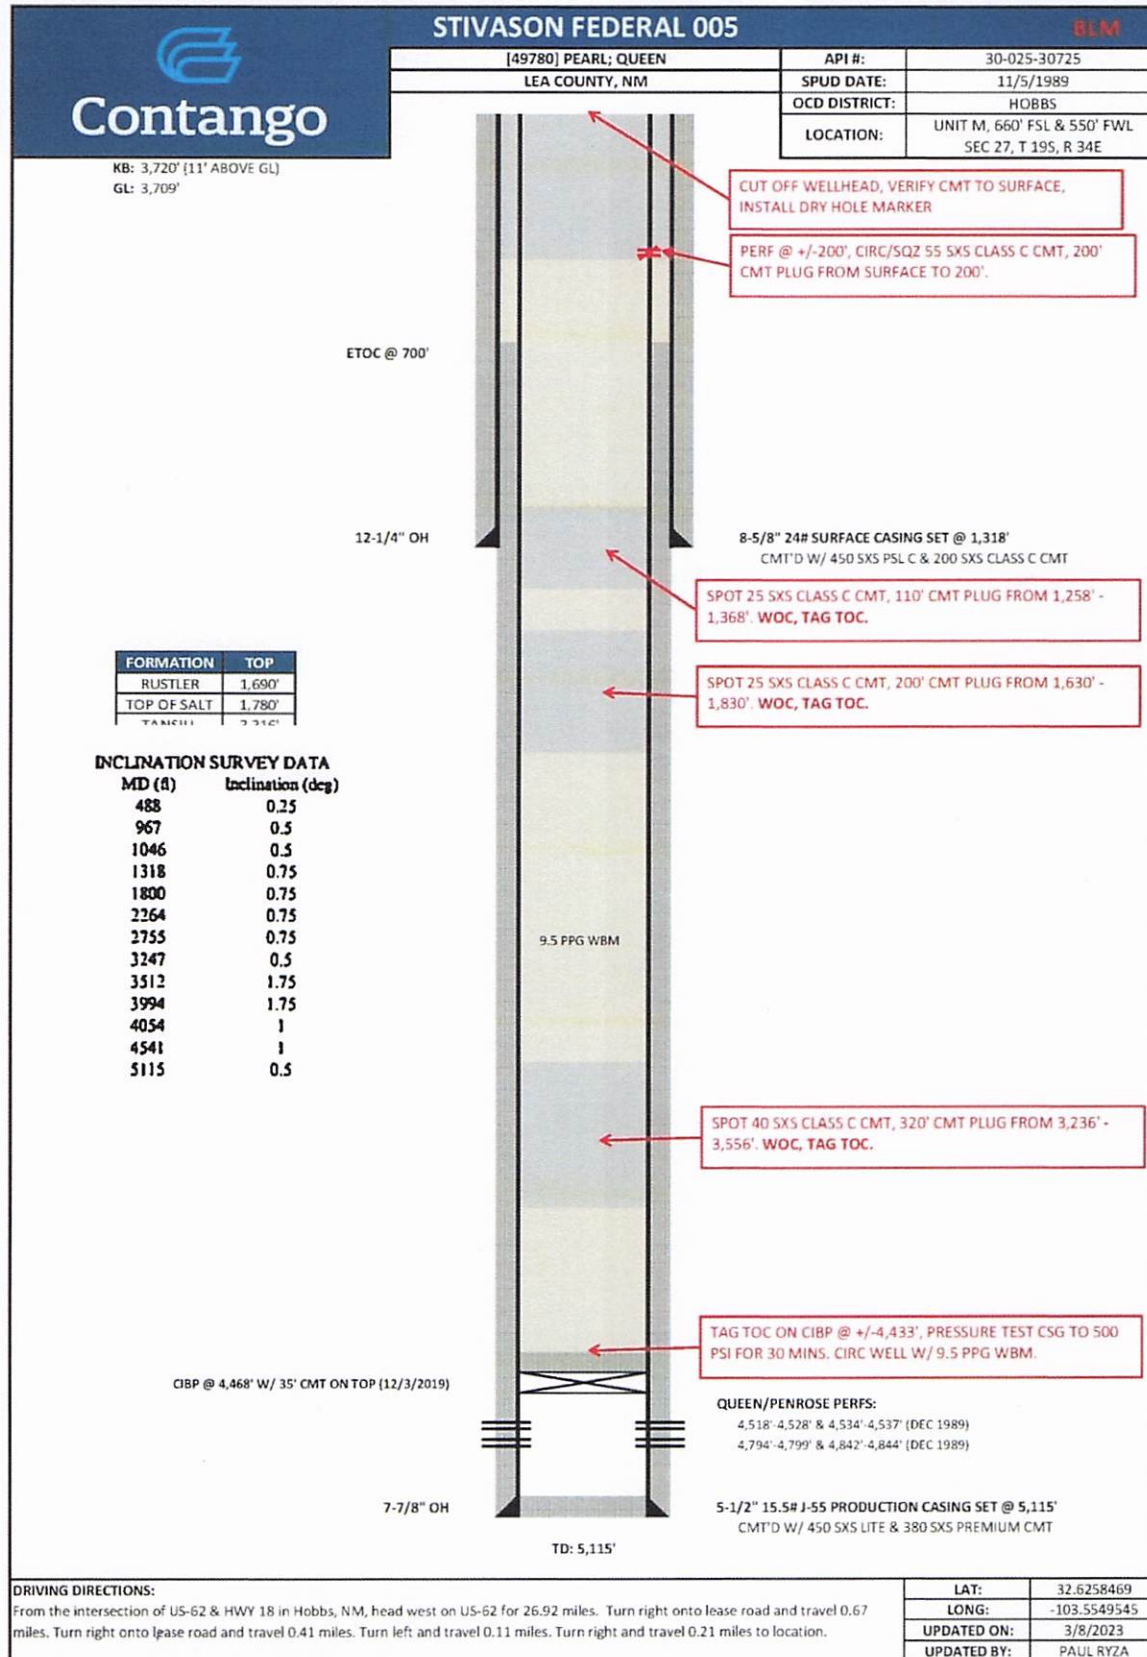 STIVASON FEDERAL 005
BLM
Contango
[49780] PEARL; QUEEN
LEA COUNTY, NM
API #: 30-025-30725
SPUD DATE: 11/5/1989
OCD DISTRICT: HOBBS
LOCATION: UNIT M, 660' FSL & 550' FWL
SEC 27, T 19S, R 34E
KB: 3,720' (11' ABOVE GL)
GL: 3,709'
CUT OFF WELLHEAD, VERIFY CMT TO SURFACE,
INSTALL DRY HOLE MARKER
PERF @ +/-200', CIRC/SQZ 55 SXS CLASS C CMT, 200'
CMT PLUG FROM SURFACE TO 200'.
ETOC @ 700'
12-1/4" OH
8-5/8" 24# SURFACE CASING SET @ 1,318'
CMT'D W/ 450 SXS PSL C & 200 SXS CLASS C CMT
SPOT 25 SXS CLASS C CMT, 110' CMT PLUG FROM 1,258' -
1,368'. WOC, TAG TOC.
FORMATION TOP
RUSTLER 1,690'
TOP OF SALT 1,780'
SPOT 25 SXS CLASS C CMT, 200' CMT PLUG FROM 1,630' -
1,830'. WOC, TAG TOC.
INCLINATION SURVEY DATA
MD (ft) Inclination (deg)
488 0.25
967 0.5
1046 0.5
1318 0.75
1800 0.75
2264 0.75
2755 0.75
3247 0.5
3512 1.75
3994 1.75
4054 1
4541 1
5115 0.5
9.5 PPG WBM
SPOT 40 SXS CLASS C CMT, 320' CMT PLUG FROM 3,236' -
3,556'. WOC, TAG TOC.
TAG TOC ON CIBP @ +/-4,433', PRESSURE TEST CSG TO 500
PSI FOR 30 MINS. CIRC WELL W/ 9.5 PPG WBM.
CIBP @ 4,468' W/ 35' CMT ON TOP (12/3/2019)
QUEEN/PENROSE PERFS:
4,518'-4,528' & 4,534'-4,537' (DEC 1989)
4,794'-4,799' & 4,842'-4,844' (DEC 1989)
7-7/8" OH
5-1/2" 15.5# J-55 PRODUCTION CASING SET @ 5,115'
CMT'D W/ 450 SXS LITE & 380 SXS PREMIUM CMT
TD: 5,115'
DRIVING DIRECTIONS:
From the intersection of US-62 & HWY 18 in Hobbs, NM, head west on US-62 for 26.92 miles. Turn right onto lease road and travel 0.67
miles. Turn right onto lease road and travel 0.41 miles. Turn left and travel 0.11 miles. Turn right and travel 0.21 miles to location.
LAT: 32.6258469
LONG: -103.5549545
UPDATED ON: 3/8/2023
UPDATED BY: PAUL RYZA